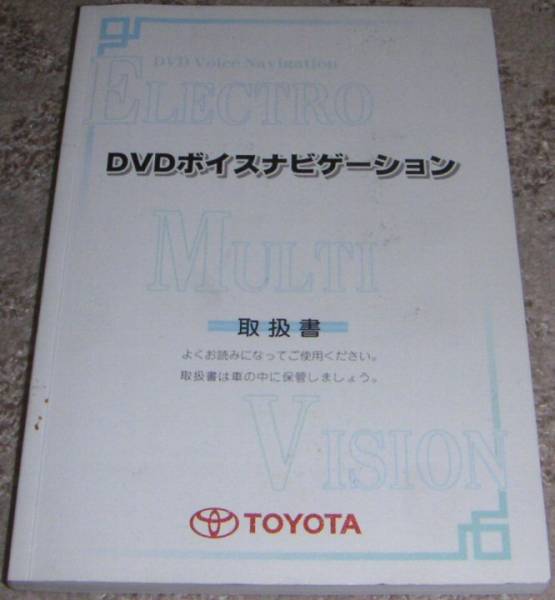 DVD Voice Navigation
ELECTRO
DVDボイスナビゲーション
MULTI
取扱書
よくお読みになってご使用ください。
取扱書は車の中に保管しましょう。
VISION
TOYOTA